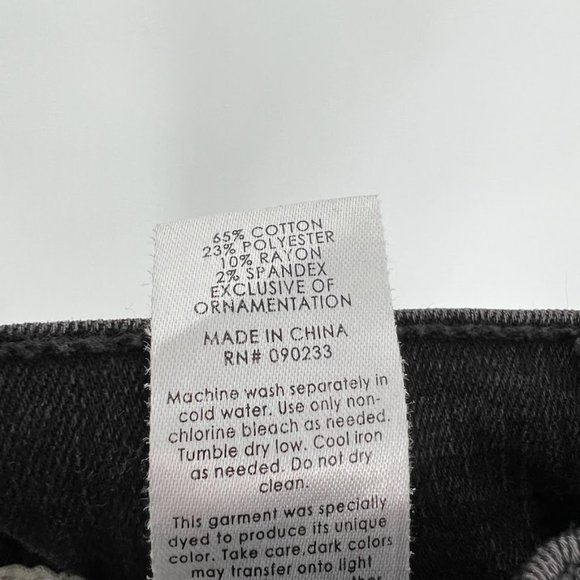 65% COTTON
23% POLYESTER
10% RAYON
2% SPANDEX
EXCLUSIVE OF
ORNAMENTATION
MADE IN CHINA
RN# 090233
Machine wash separately in
cold water. Use only non-
chlorine bleach as needed.
Tumble dry low. Cool iron
as needed. Do not dry
clean.
This garment was specially
dyed to produce its unique
color. Take care,dark colors
may transfer onto light